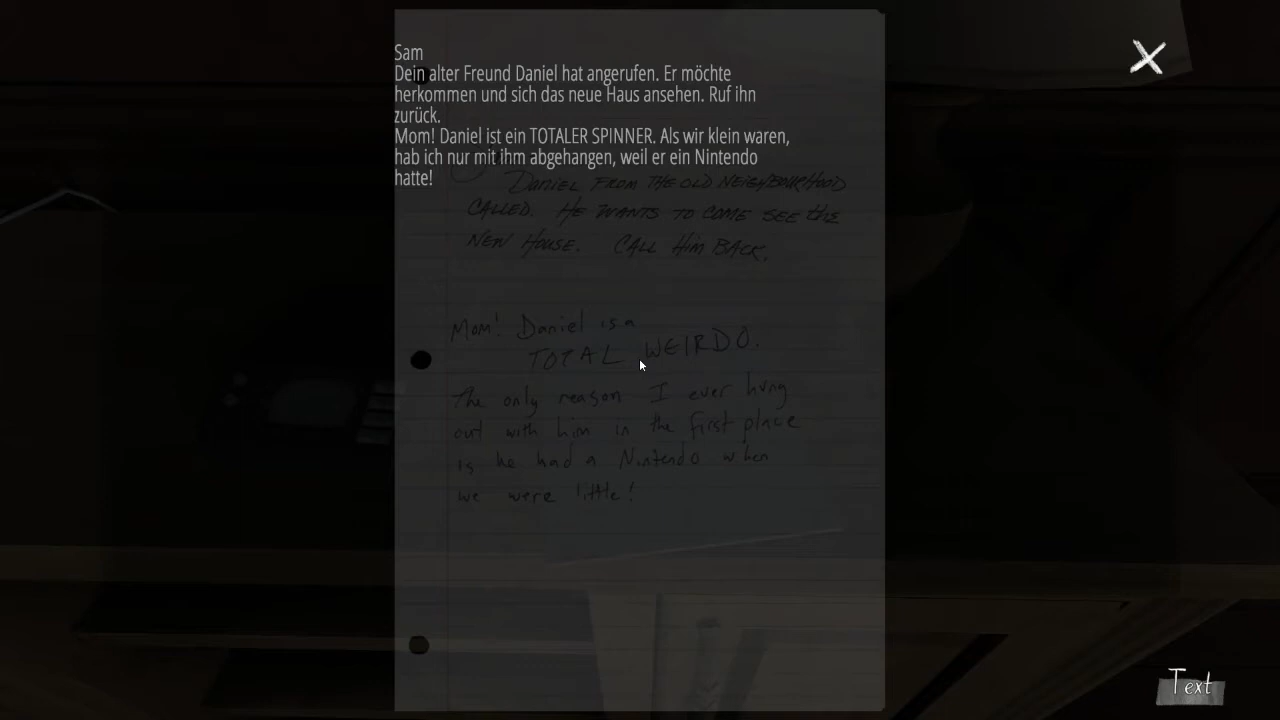 Sam
Dein alter Freund Daniel hat angerufen. Er möchte
herkommen und sich das neue Haus ansehen. Ruf ihn
zurück.
Mom! Daniel ist ein TOTALER SPINNER. Als wir klein waren,
hab ich nur mit ihm abgehangen, weil er ein Nintendo
hatte!
DANIEL FROM THE OLD NEIGHBOURHOOD
CALLED. HE WANTS TO COME SEE the
NEW HOUSE. CALL HIM BACK.
Mom! Daniel is a
TOTAL WEIRDO.
The only reason I ever hung
out with him in the first place
is he had a Nintendo when
we were little!
Text